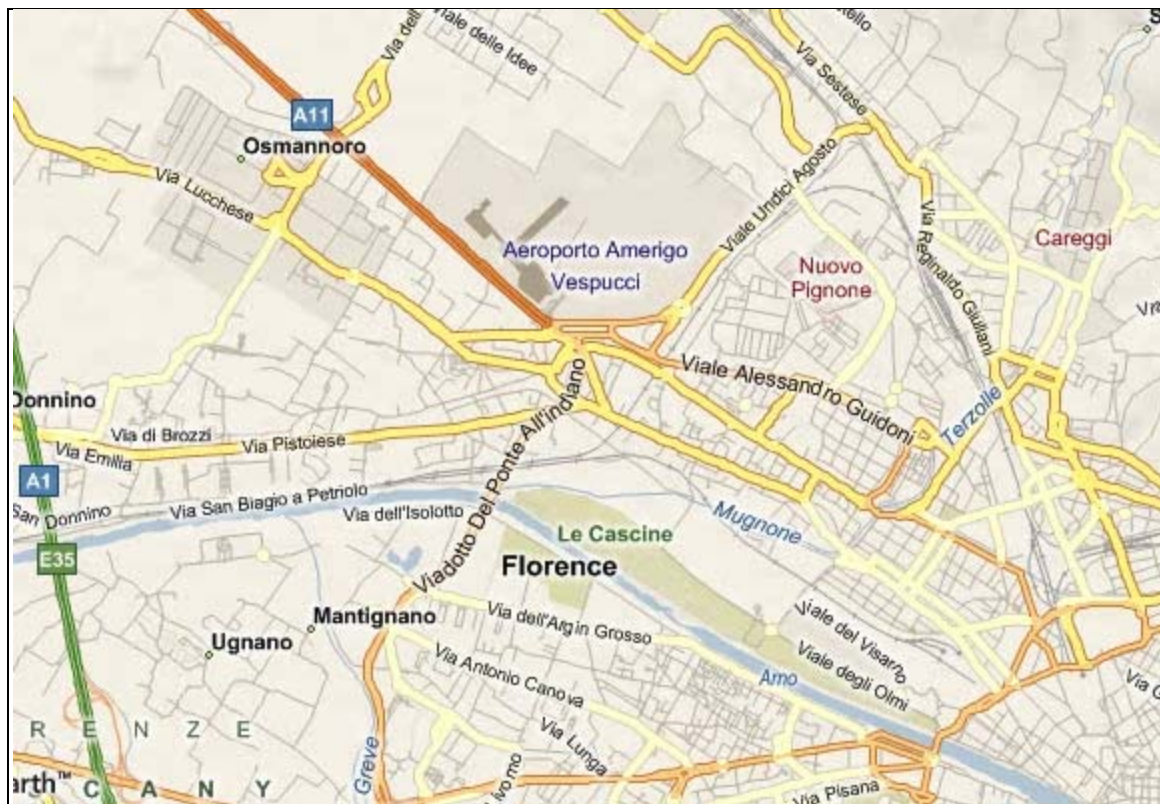 Viale delle Idee
Via dell
Via Sestese
A11
Osmannoro
Via Lucchese
Viale Undici Agosto
Aeroporto Amerigo
Vespucci
Nuovo
Pignone
Careggi
Via Reginaldo Giuliani
Viale Alessandro Guidoni
Terzolle
Donnino
Via di Brozzi
Via Emilia
Via Pistoiese
A1
San Donnino
Via San Biagio a Petriolo
Via dell'Isolotto
Viadotto Del Ponte All'indiano
E35
Le Cascine
Mugnone
Florence
Mantignano
Ugnano
Via dell'Argin Grosso
Viale del Visarno
Viale degli Olmi
Arno
Via Antonio Canova
Via Lunga
Greve
Via Pisana
R E N Z E
C A N Y
arth™